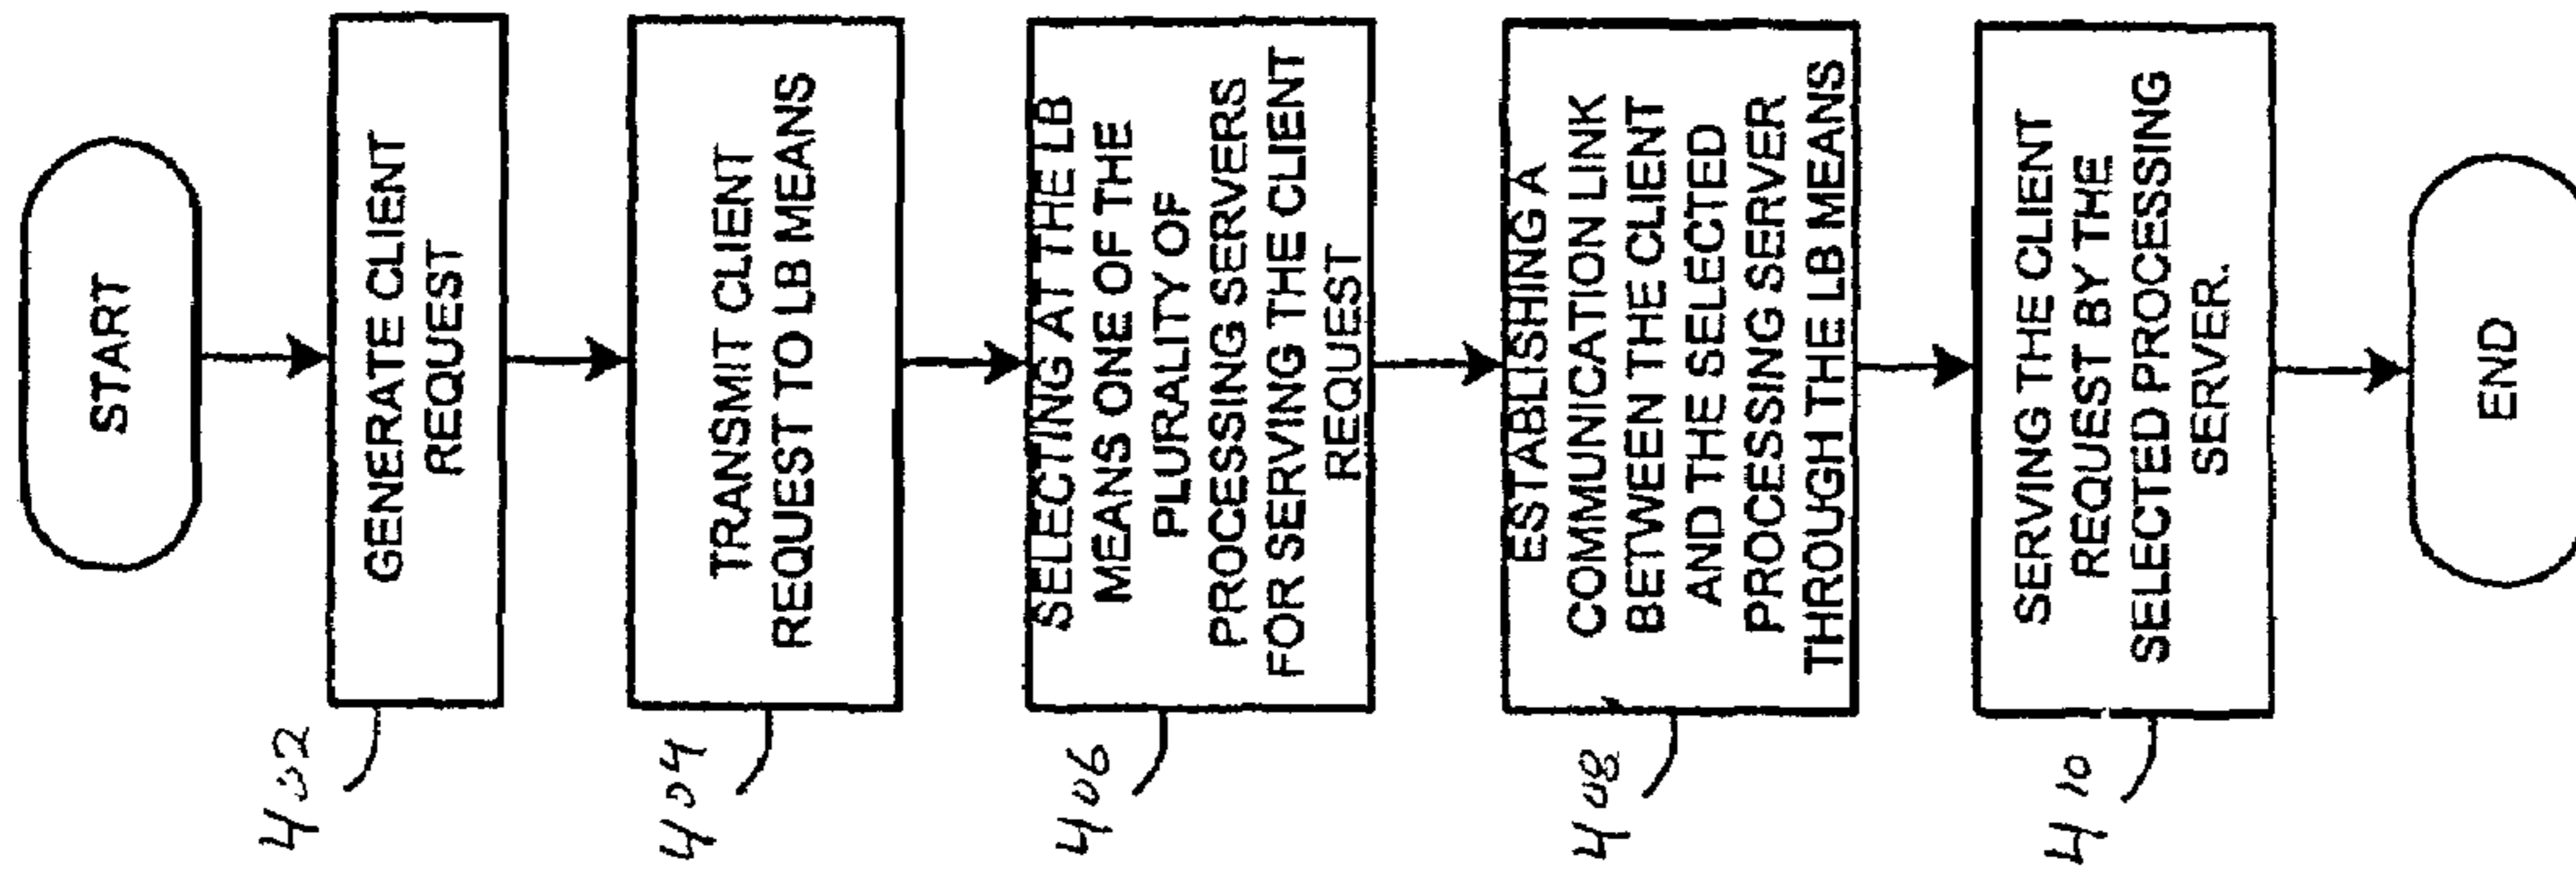 START
402
GENERATE CLIENT
REQUEST
404
TRANSMIT CLIENT
REQUEST TO LB MEANS
406
SELECTING AT THE LB
MEANS ONE OF THE
PLURALITY OF
PROCESSING SERVERS
FOR SERVING THE CLIENT
REQUEST
408
ESTABLISHING A
COMMUNICATION LINK
BETWEEN THE CLIENT
AND THE SELECTED
PROCESSING SERVER
THROUGH THE LB MEANS
410
SERVING THE CLIENT
REQUEST BY THE
SELECTED PROCESSING
SERVER.
END